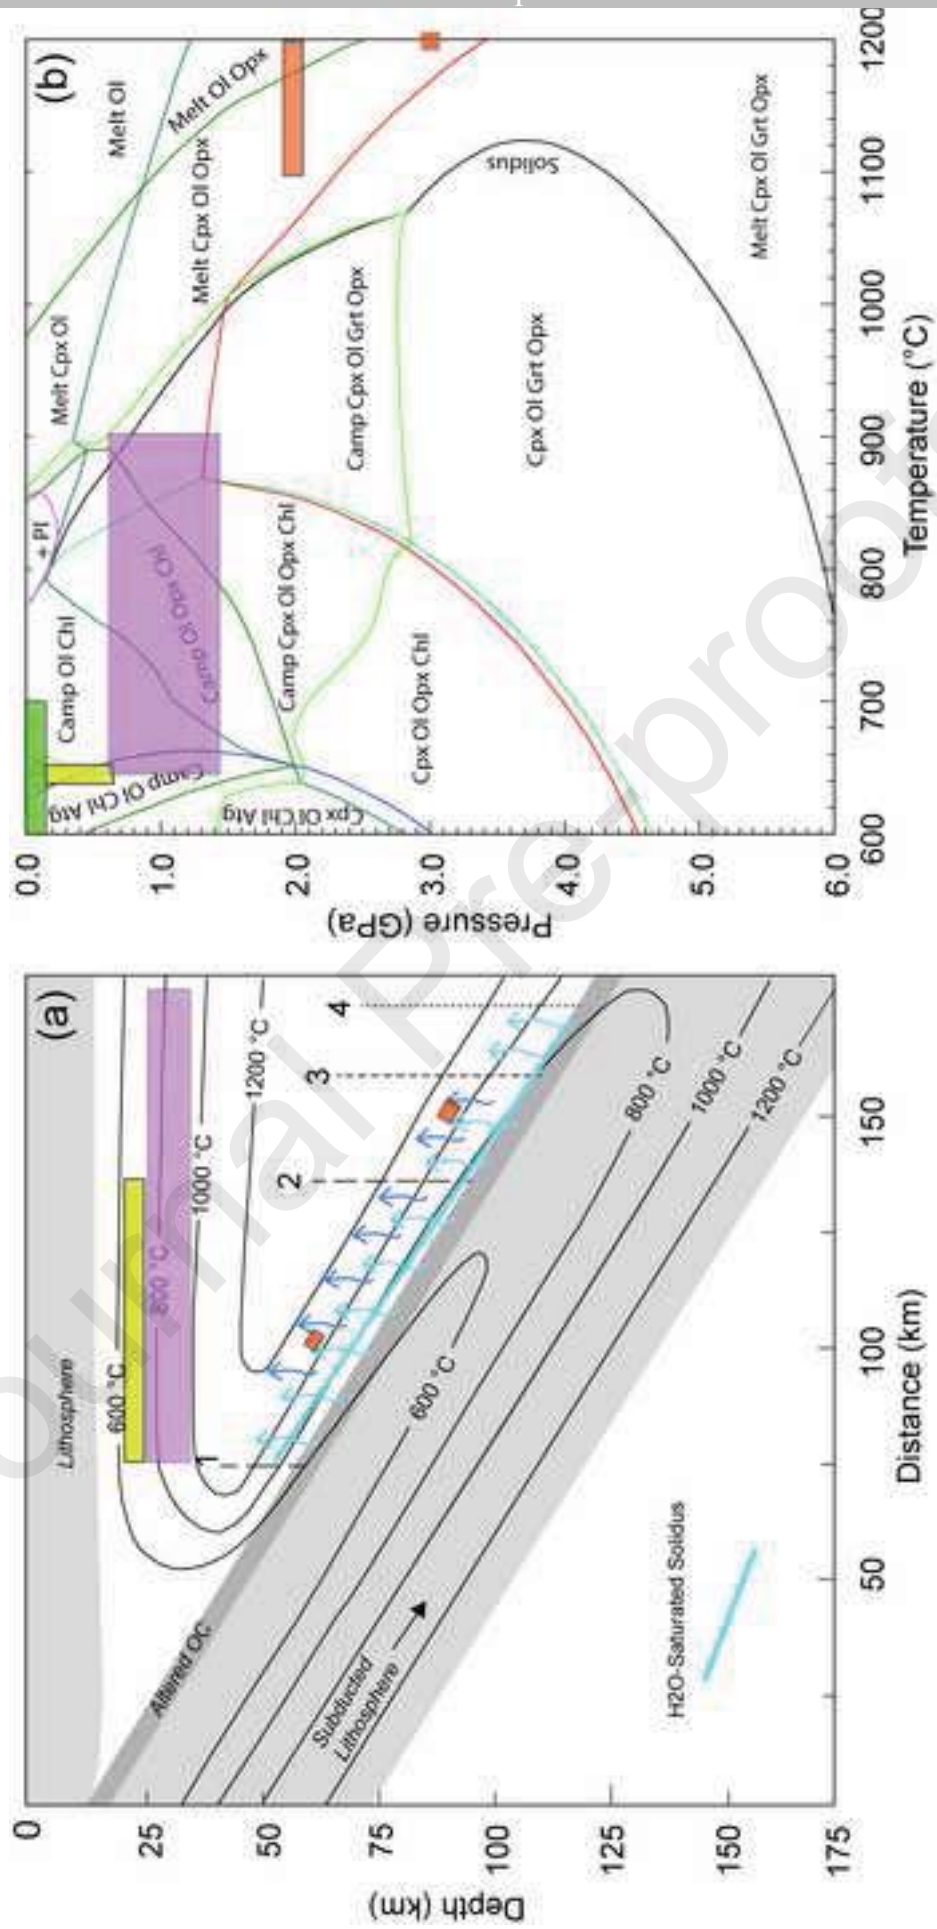 (a)
Lithosphere
600 °C
800 °C
1000 °C
1200 °C
1
2
3
4
Altered OC
Subducted
Lithosphere
600 °C
800 °C
1000 °C
1200 °C
H2O-Saturated Solidus
0
25
50
75
100
125
150
175
Depth (km)
50
100
150
Distance (km)
(b)
+ Pl
Melt Cpx Ol
Melt Ol
Melt Ol Opx
Melt Cpx Ol Opx
Camp Ol Chl
Camp Ol Chl Atg
Camp Ol Opx Chl
Cpx Ol Chl Atg
Camp Cpx Ol Opx Chl
Camp Cpx Ol Grt Opx
Cpx Ol Opx Chl
Cpx Ol Grt Opx
Solidus
Melt Cpx Ol Grt Opx
0.0
1.0
2.0
3.0
4.0
5.0
6.0
Pressure (GPa)
600
700
800
900
1000
1100
1200
Temperature (°C)
Journal Pre-proof